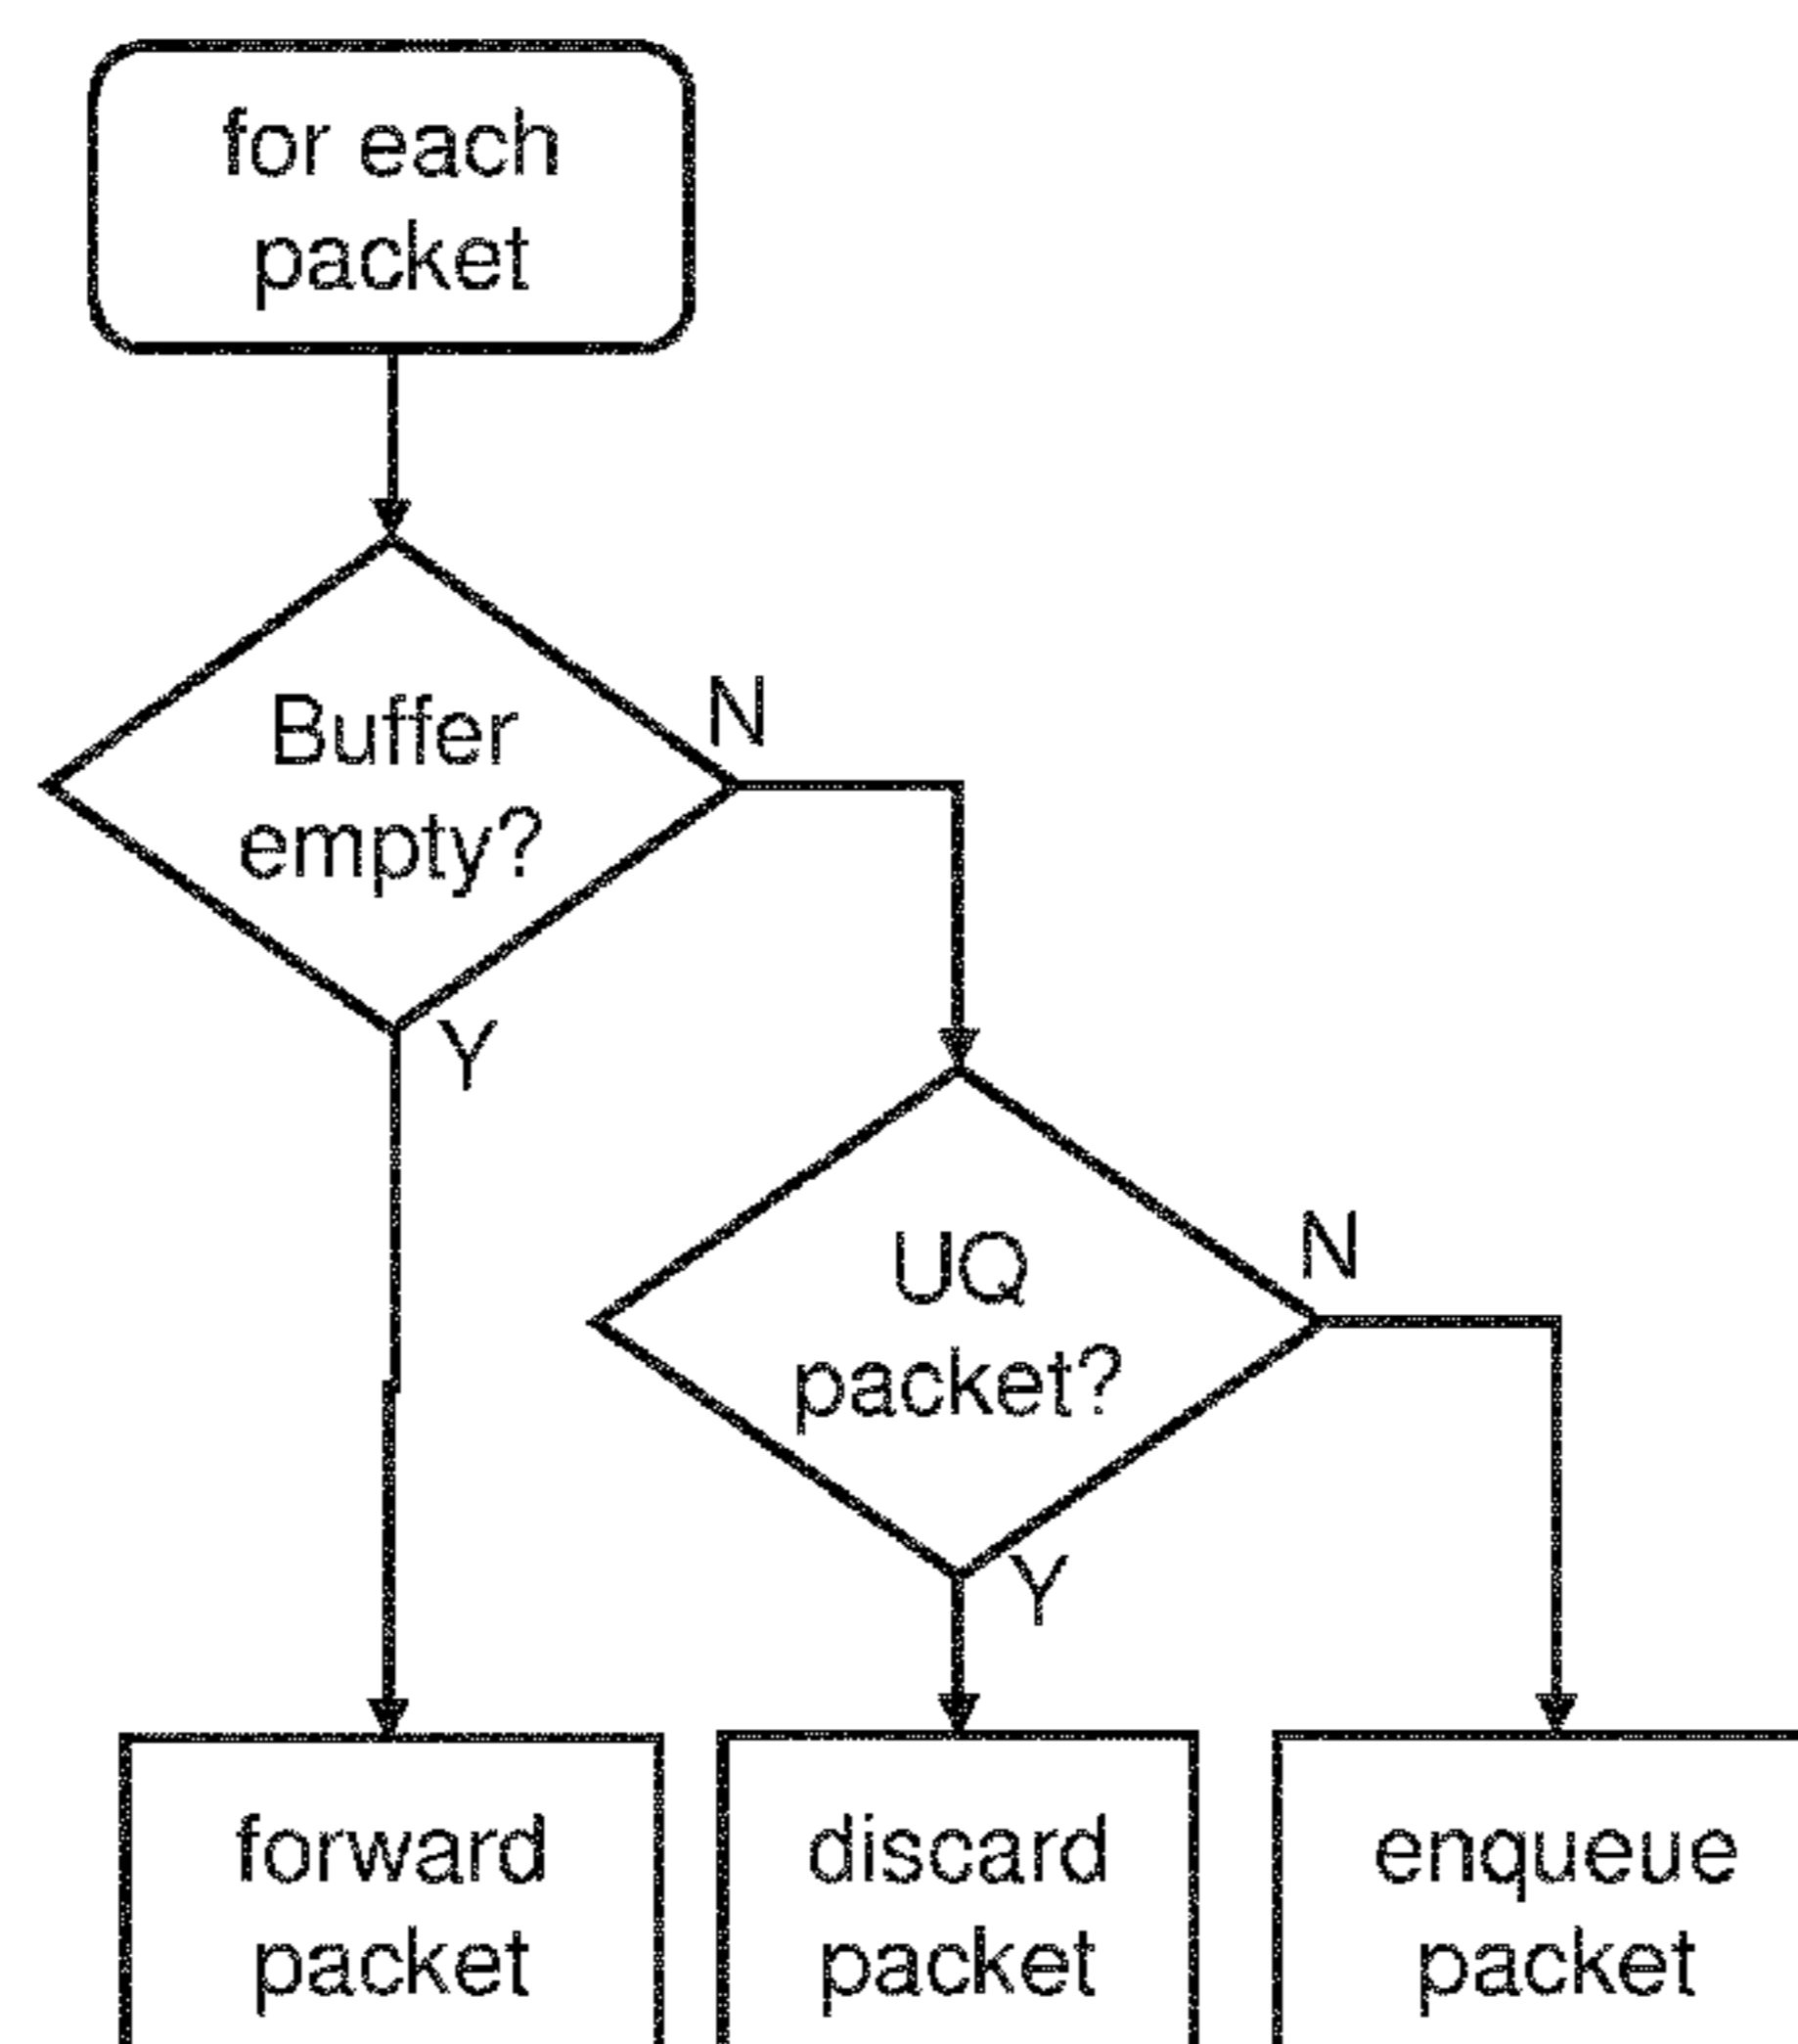 for each
packet
Buffer
empty?
N
Y
UQ
packet?
N
Y
forward
packet
discard
packet
enqueue
packet